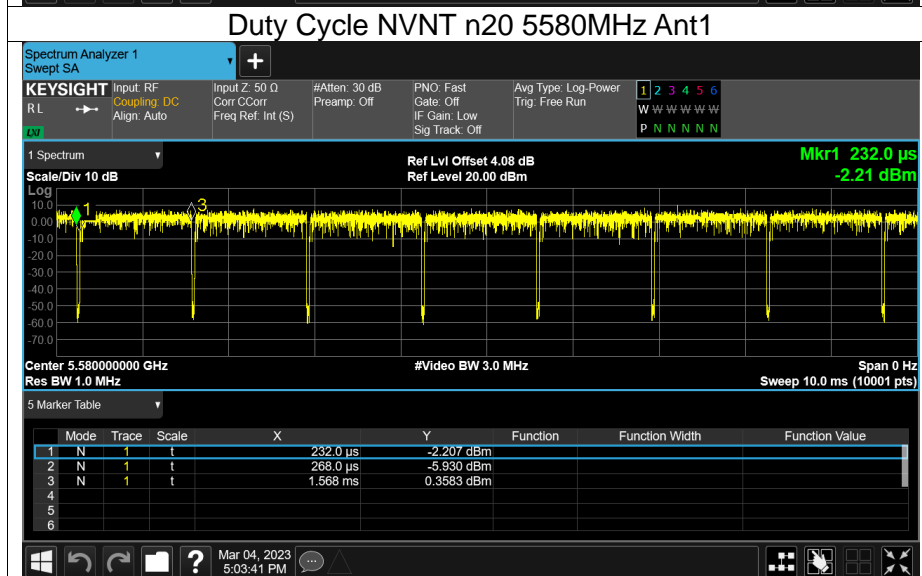 Duty Cycle NVNT n20 5580MHz Ant1
Spectrum Analyzer 1
Swept SA
KEYSIGHT Input: RF Input Z: 50 Ω #Atten: 30 dB PNO: Fast Avg Type: Log-Power 1 2 3 4 5 6
R L Coupling: DC Corr CCorr Preamp: Off Gate: Off Trig: Free Run W W W W W W
Align: Auto Freq Ref: Int (S) IF Gain: Low
LXI Sig Track: Off P N N N N N
1 Spectrum Ref Lvl Offset 4.08 dB Mkr1 232.0 µs
Scale/Div 10 dB Ref Level 20.00 dBm -2.21 dBm
Log
10.0
0.00
-10.0
-20.0
-30.0
-40.0
-50.0
-60.0
-70.0
1
3
Center 5.580000000 GHz #Video BW 3.0 MHz Span 0 Hz
Res BW 1.0 MHz Sweep 10.0 ms (10001 pts)
5 Marker Table
Mode Trace Scale X Y Function Function Width Function Value
1 N 1 t 232.0 µs -2.207 dBm
2 N 1 t 268.0 µs -5.930 dBm
3 N 1 t 1.568 ms 0.3583 dBm
4
5
6
? Mar 04, 2023
5:03:41 PM